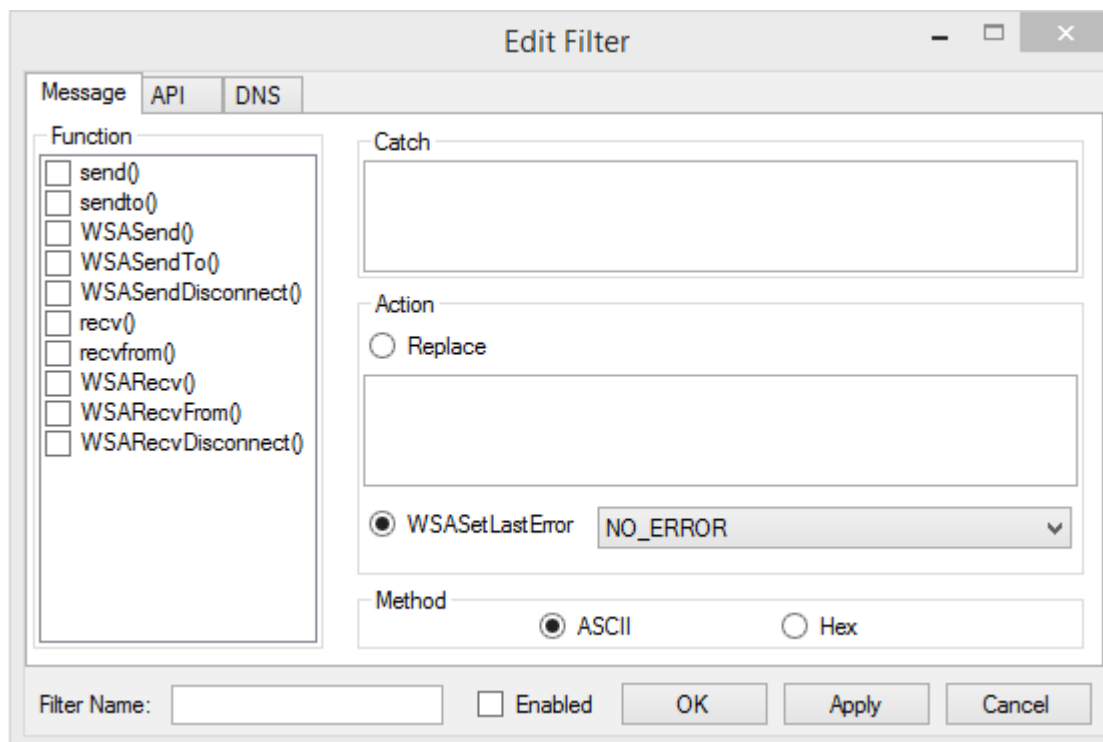 Edit Filter
Message API DNS
Function
send()
sendto()
WSASend()
WSASendTo()
WSASendDisconnect()
recv()
recvfrom()
WSARecv()
WSARecvFrom()
WSARecvDisconnect()
Catch
Action
Replace
WSASetLastError NO_ERROR
Method
ASCII Hex
Filter Name: Enabled OK Apply Cancel